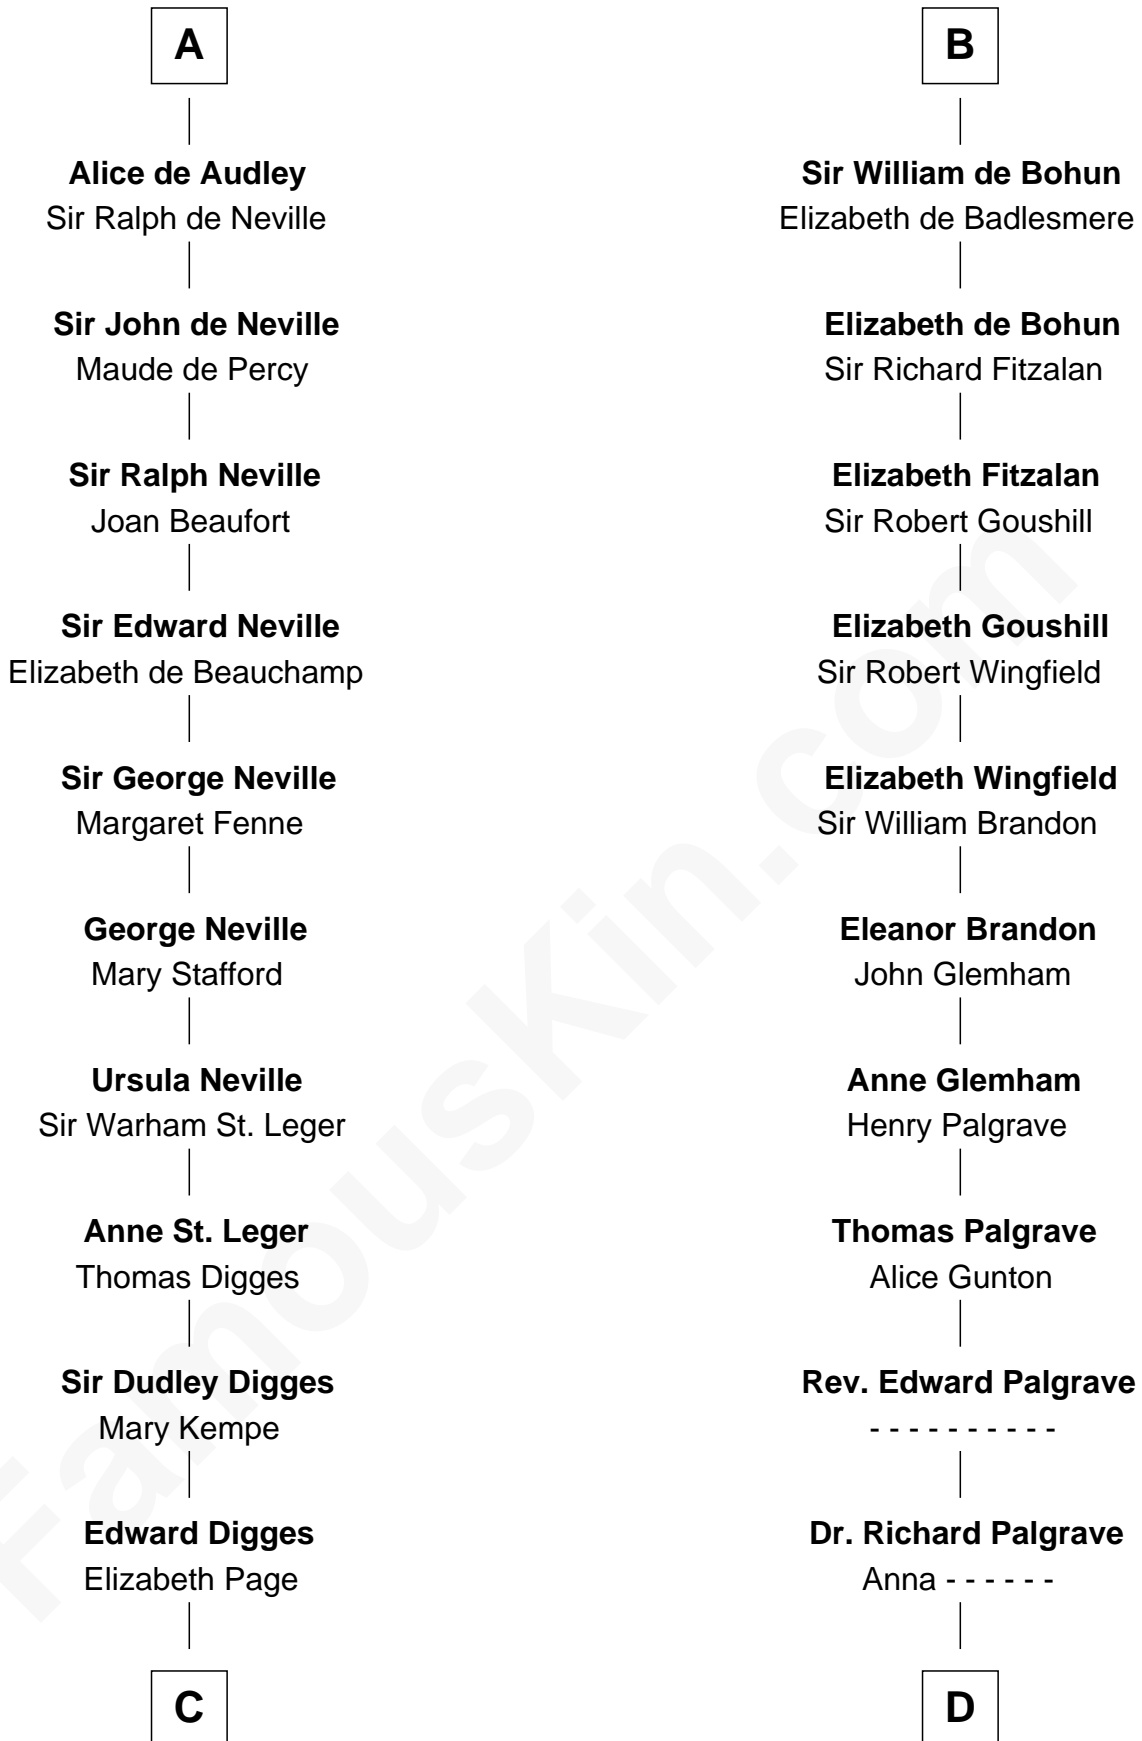 A
Alice de Audley
Sir Ralph de Neville
Sir John de Neville
Maude de Percy
Sir Ralph Neville
Joan Beaufort
Sir Edward Neville
Elizabeth de Beauchamp
Sir George Neville
Margaret Fenne
George Neville
Mary Stafford
Ursula Neville
Sir Warham St. Leger
Anne St. Leger
Thomas Digges
Sir Dudley Digges
Mary Kempe
Edward Digges
Elizabeth Page
C
B
Sir William de Bohun
Elizabeth de Badlesmere
Elizabeth de Bohun
Sir Richard Fitzalan
Elizabeth Fitzalan
Sir Robert Goushill
Elizabeth Goushill
Sir Robert Wingfield
Elizabeth Wingfield
Sir William Brandon
Eleanor Brandon
John Glemham
Anne Glemham
Henry Palgrave
Thomas Palgrave
Alice Gunton
Rev. Edward Palgrave
- - - - - - - - - -
Dr. Richard Palgrave
Anna - - - - - -
D
FamousKin.com